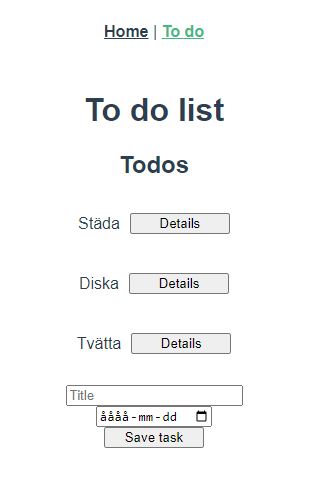 Home | To do
To do list
Todos
Städa Details
Diska Details
Tvätta Details
Title
åååå-mm-dd
Save task